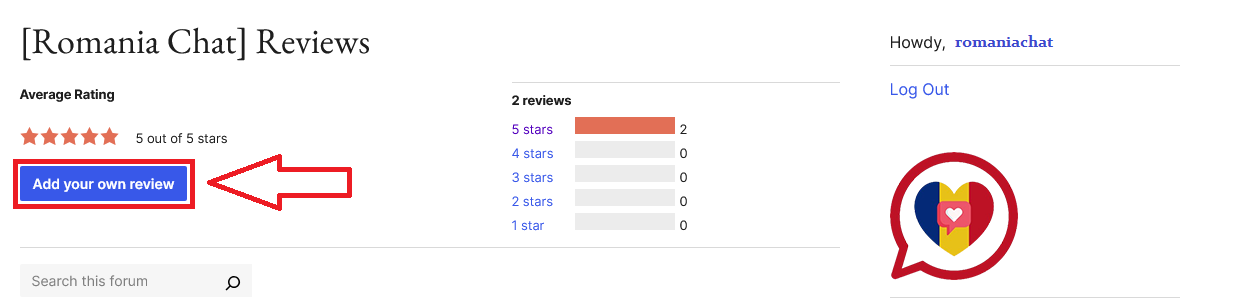 [Romania Chat] Reviews
Average Rating
5 out of 5 stars
Add your own review
Search this forum
2 reviews
5 stars 2
4 stars 0
3 stars 0
2 stars 0
1 star 0
Howdy, romaniachat
Log Out